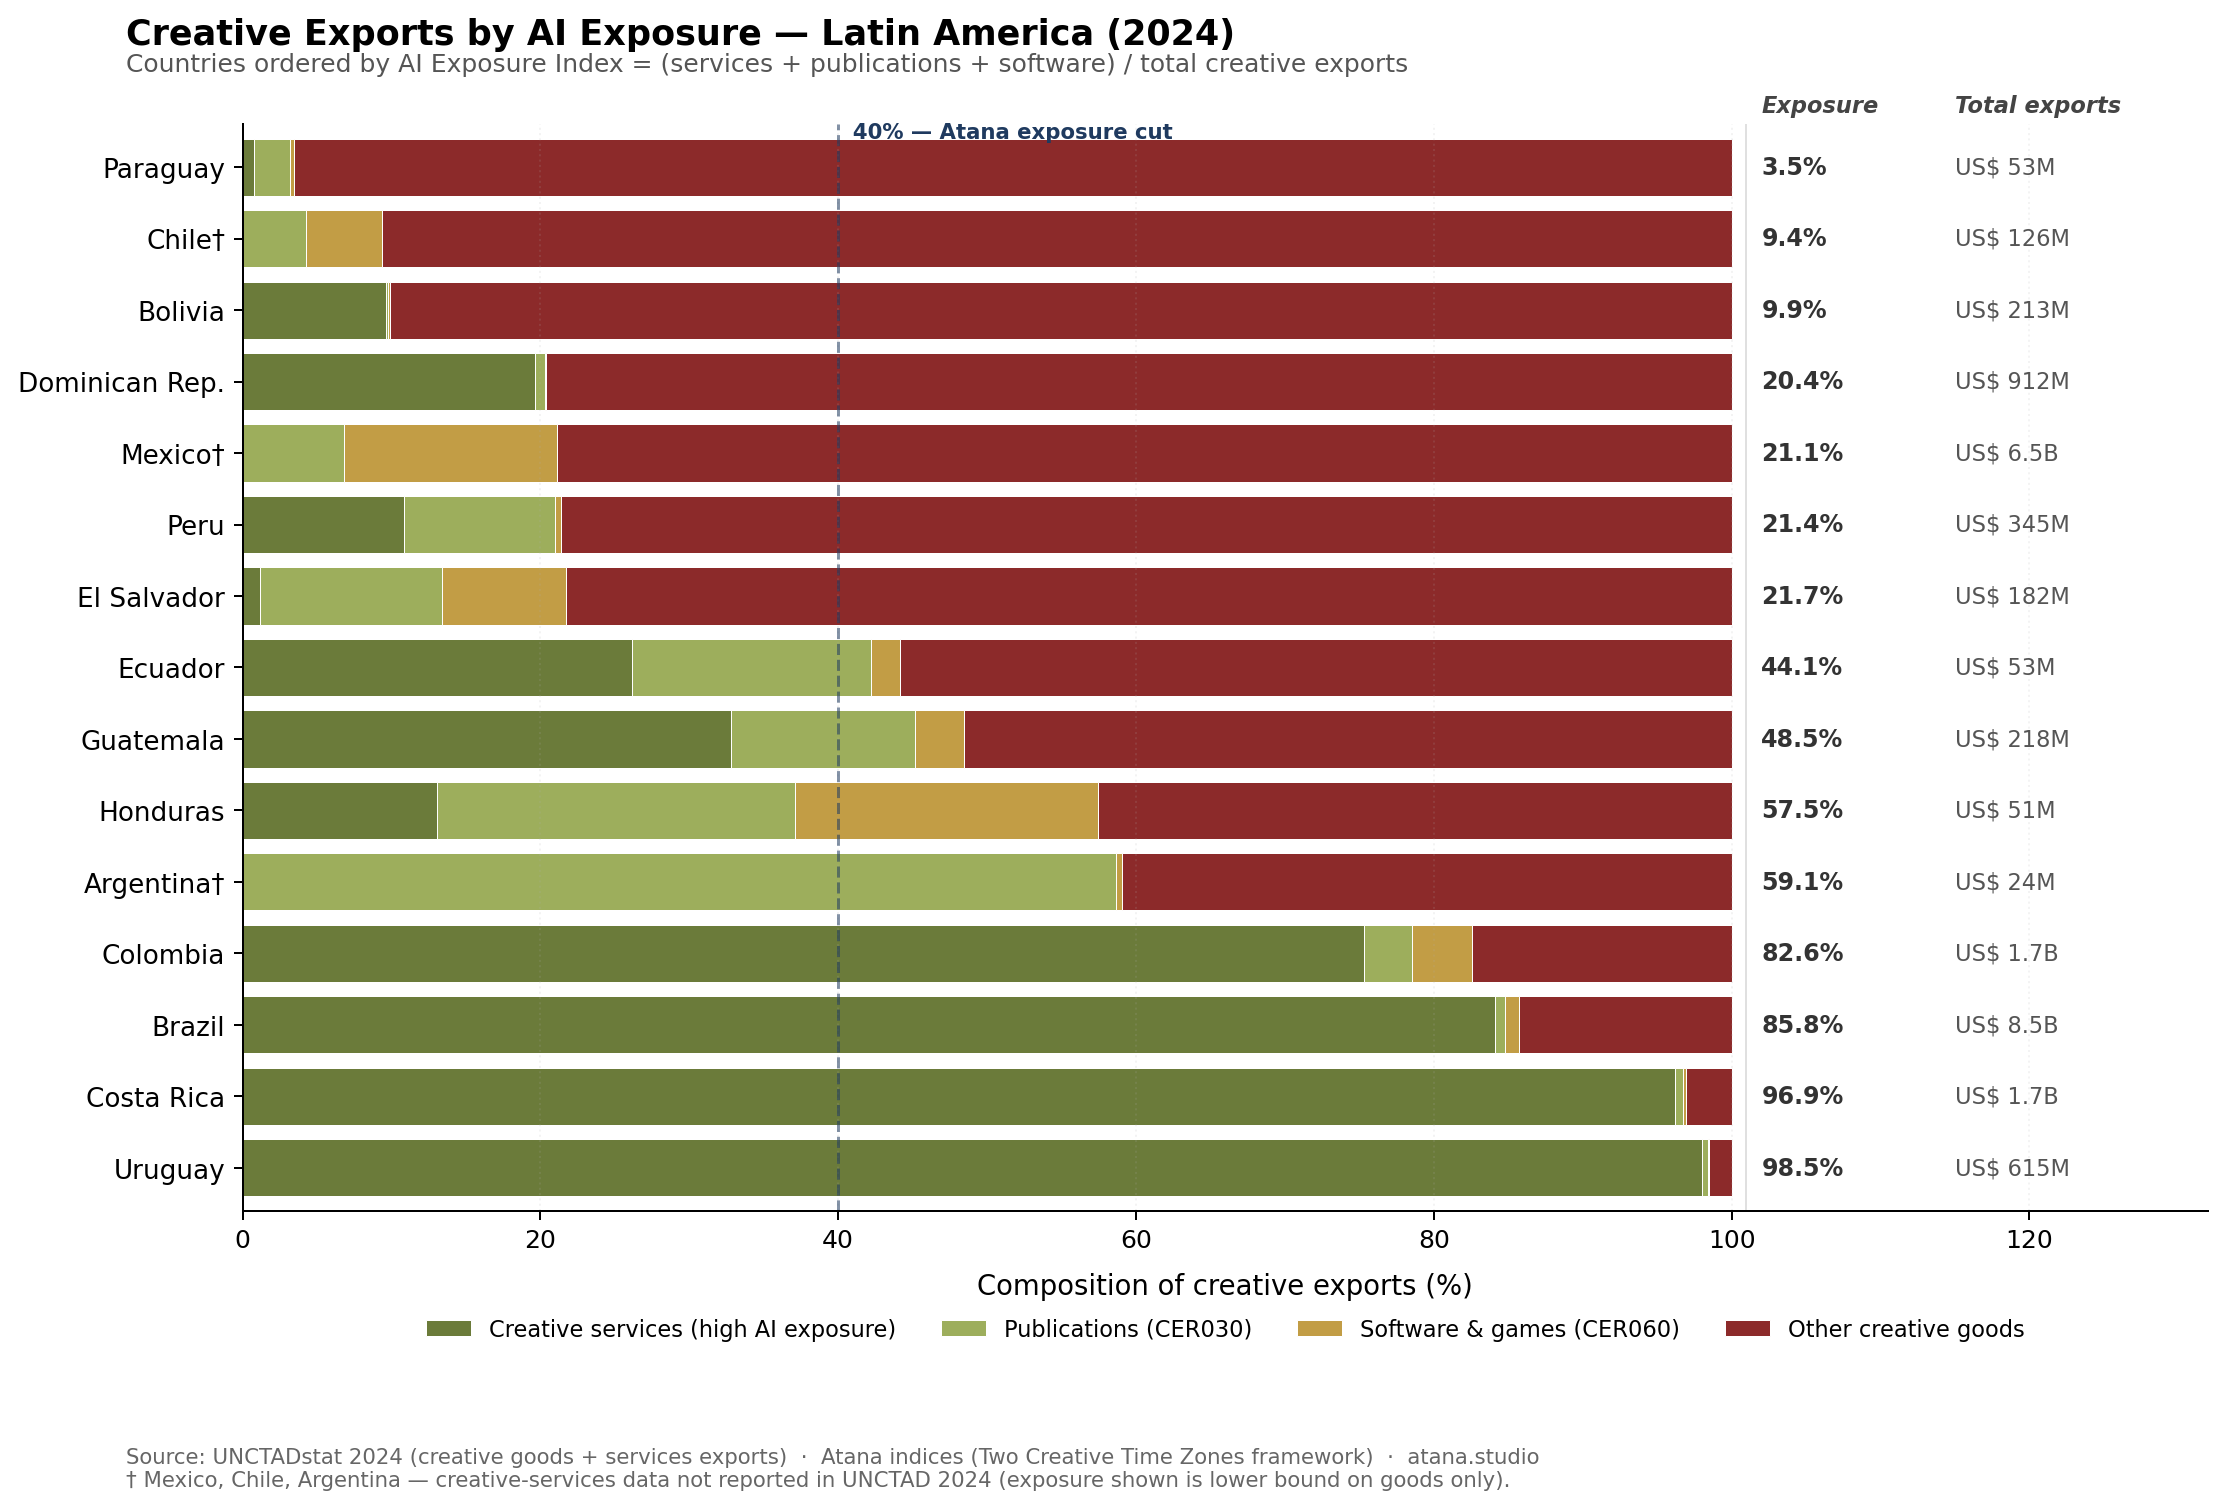 Creative Exports by AI Exposure — Latin America (2024)
Countries ordered by AI Exposure Index = (services + publications + software) / total creative exports
Exposure Total exports
40% — Atana exposure cut
Paraguay 3.5% US$ 53M
Chile† 9.4% US$ 126M
Bolivia 9.9% US$ 213M
Dominican Rep. 20.4% US$ 912M
Mexico† 21.1% US$ 6.5B
Peru 21.4% US$ 345M
El Salvador 21.7% US$ 182M
Ecuador 44.1% US$ 53M
Guatemala 48.5% US$ 218M
Honduras 57.5% US$ 51M
Argentina† 59.1% US$ 24M
Colombia 82.6% US$ 1.7B
Brazil 85.8% US$ 8.5B
Costa Rica 96.9% US$ 1.7B
Uruguay 98.5% US$ 615M
0 20 40 60 80 100 120
Composition of creative exports (%)
Creative services (high AI exposure) Publications (CER030) Software & games (CER060) Other creative goods
Source: UNCTADstat 2024 (creative goods + services exports) · Atana indices (Two Creative Time Zones framework) · atana.studio
† Mexico, Chile, Argentina — creative-services data not reported in UNCTAD 2024 (exposure shown is lower bound on goods only).